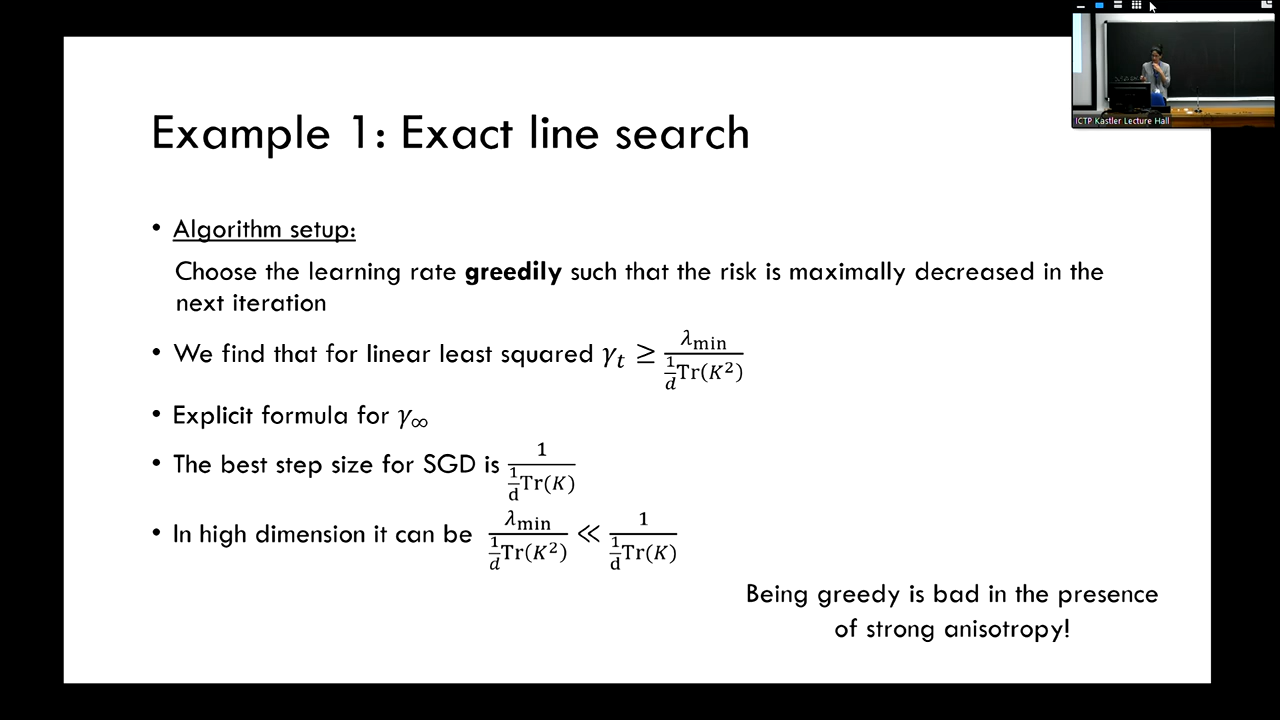 Example 1: Exact line search
• Algorithm setup:
Choose the learning rate greedily such that the risk is maximally decreased in the
next iteration
• We find that for linear least squared γ_t ≥ λ_min / (1/d Tr(K²))
• Explicit formula for γ_∞
• The best step size for SGD is 1 / (1/d Tr(K))
• In high dimension it can be λ_min / (1/d Tr(K²)) ≪ 1 / (1/d Tr(K))
Being greedy is bad in the presence
of strong anisotropy!
ICTP Kastler Lecture Hall